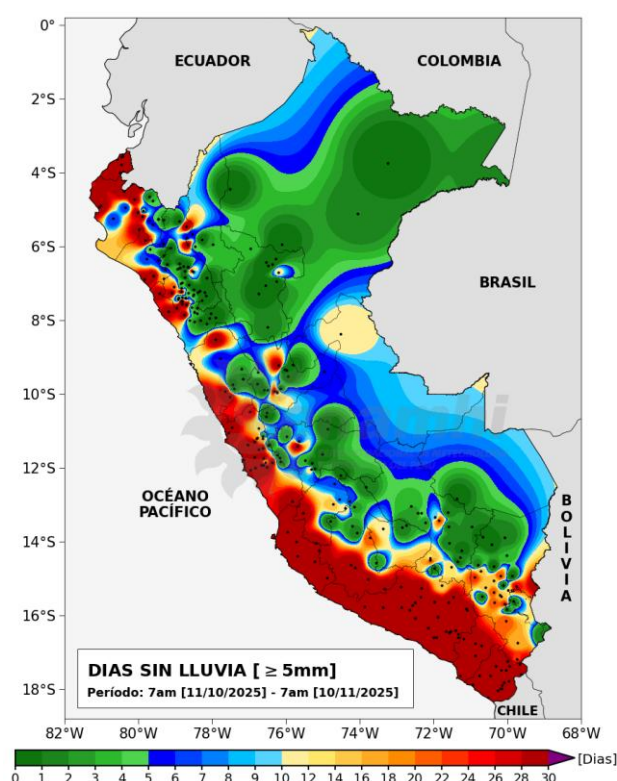 0°
2°S
4°S
6°S
8°S
10°S
12°S
14°S
16°S
18°S
ECUADOR
COLOMBIA
BRASIL
OCÉANO
PACÍFICO
BOLIVIA
CHILE
DIAS SIN LLUVIA [ ≥ 5mm]
Período: 7am [11/10/2025] - 7am [10/11/2025]
82°W 80°W 78°W 76°W 74°W 72°W 70°W 68°W
0 1 2 3 4 5 6 7 8 9 10 12 14 16 18 20 22 24 26 28 30 [Dias]